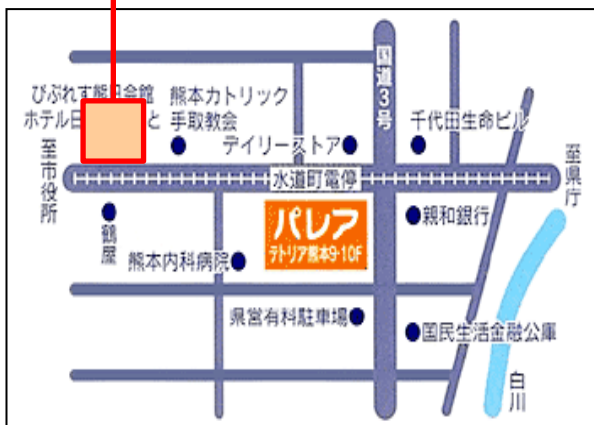 国道3号
びぷれす熊日会館
熊本カトリック
手取教会
ホテル日
と
デイリーストア
千代田生命ビル
至市役所
水道町電停
至県庁
鶴屋
パレア
テトリア熊本9・10F
親和銀行
熊本内科病院
県営有料駐車場
国民生活金融公庫
白川